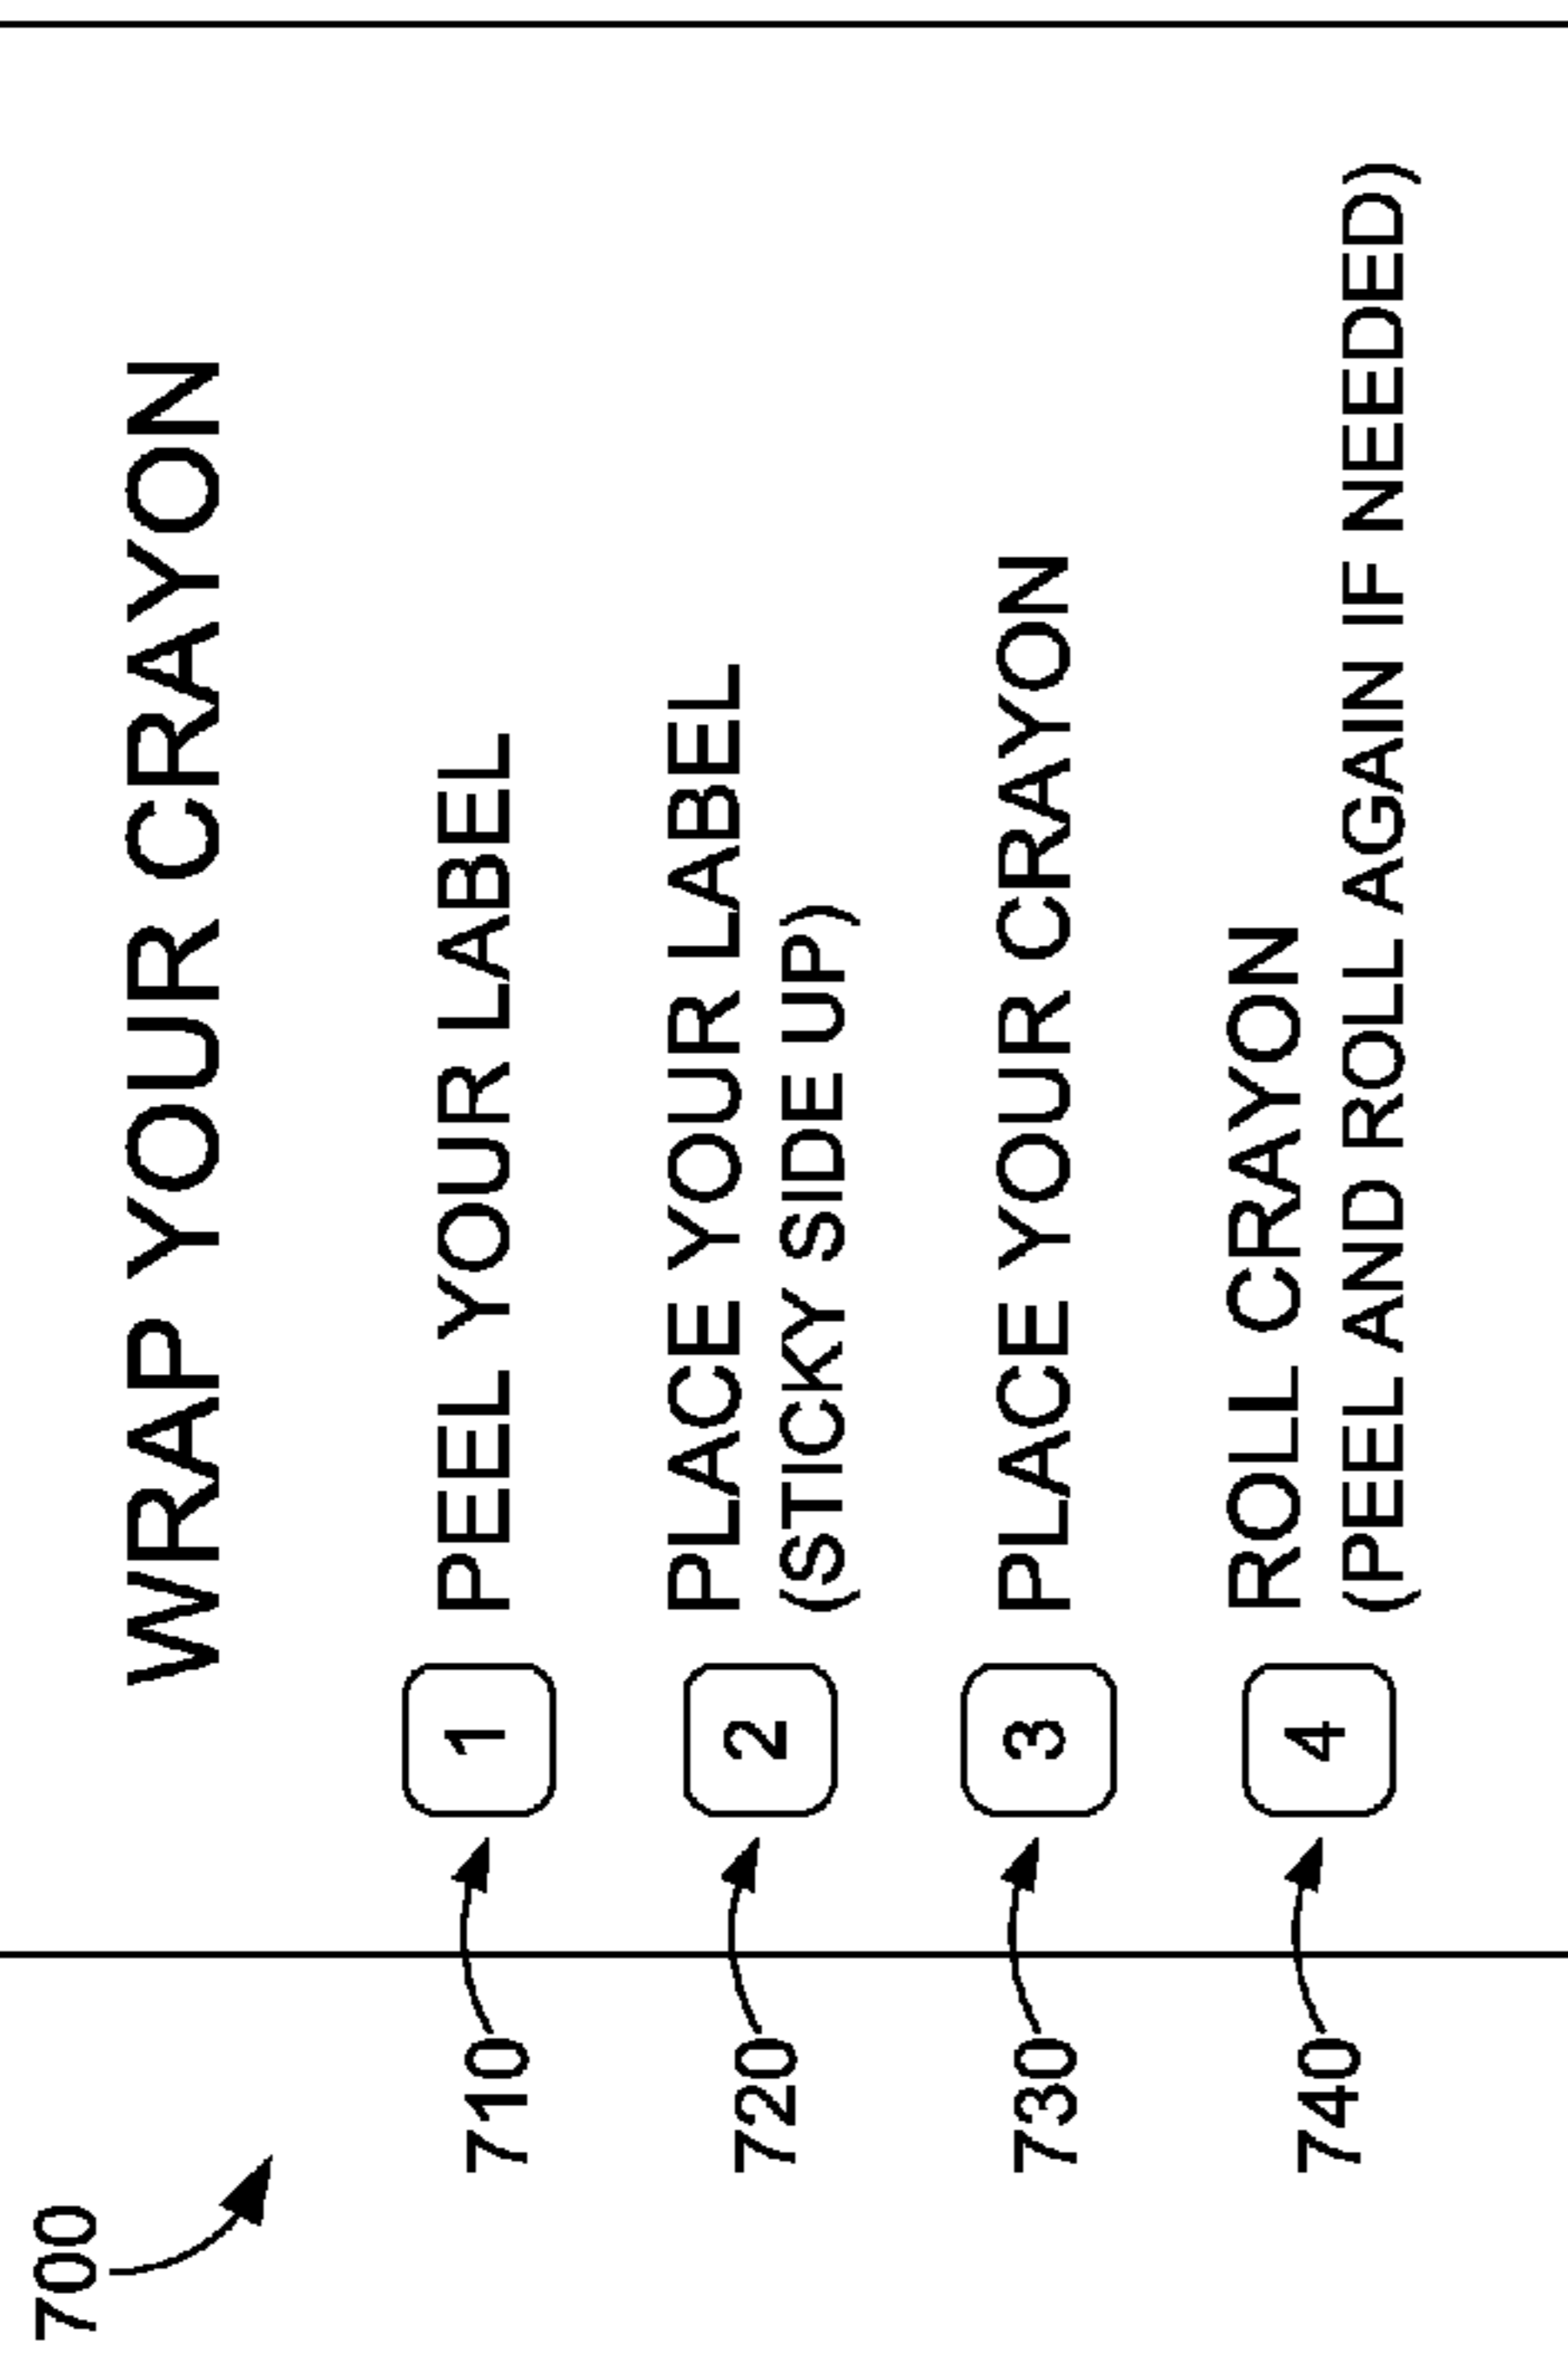 700
WRAP YOUR CRAYON
710 1 PEEL YOUR LABEL
720 2 PLACE YOUR LABEL
(STICKY SIDE UP)
730 3 PLACE YOUR CRAYON
740 4 ROLL CRAYON
(PEEL AND ROLL AGAIN IF NEEDED)